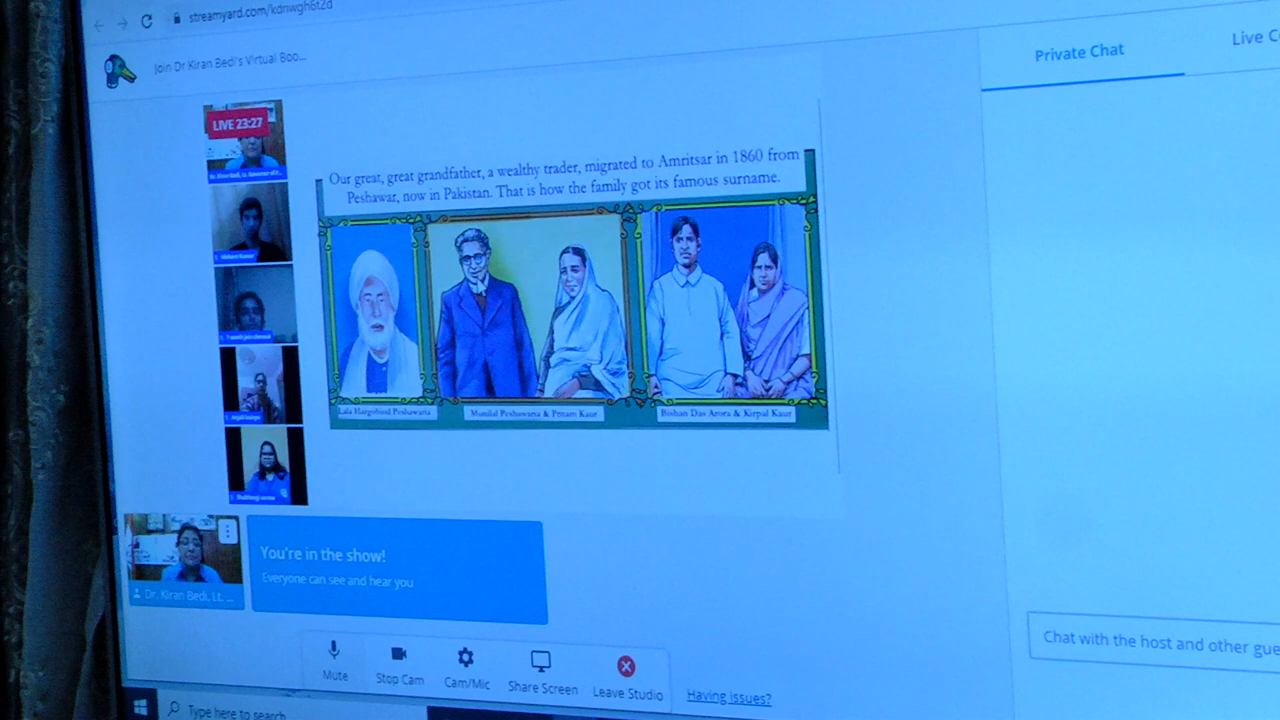 streamyard.com/kdnwgh6t2d
Join Dr Kiran Bedi's Virtual Boo...
Private Chat
Live C
LIVE 23:27
Our great, great grandfather, a wealthy trader, migrated to Amritsar in 1860 from
Peshawar, now in Pakistan. That is how the family got its famous surname.
Lala Hargobind Peshawaria
Munilal Peshawaria & Pritam Kaur
Bishan Das Arora & Kirpal Kaur
You're in the show!
Everyone can see and hear you
Dr. Kiran Bedi, Lt. ...
Chat with the host and other gue
Mute
Stop Cam
Cam/Mic
Share Screen
Leave Studio
Having issues?
Type here to search